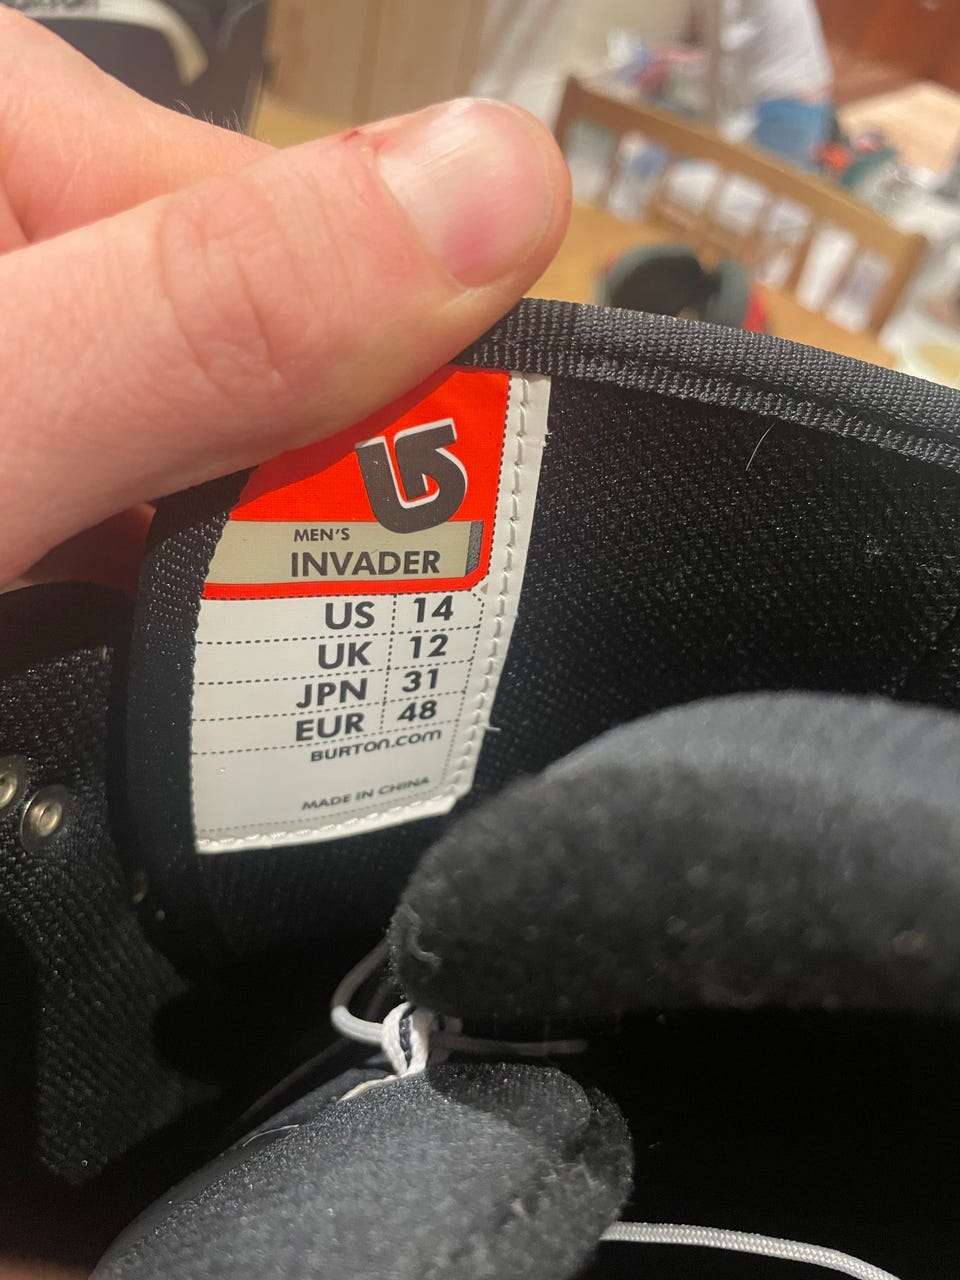 MEN'S
INVADER
US 14
UK 12
JPN 31
EUR 48
BURTON.COM
MADE IN CHINA